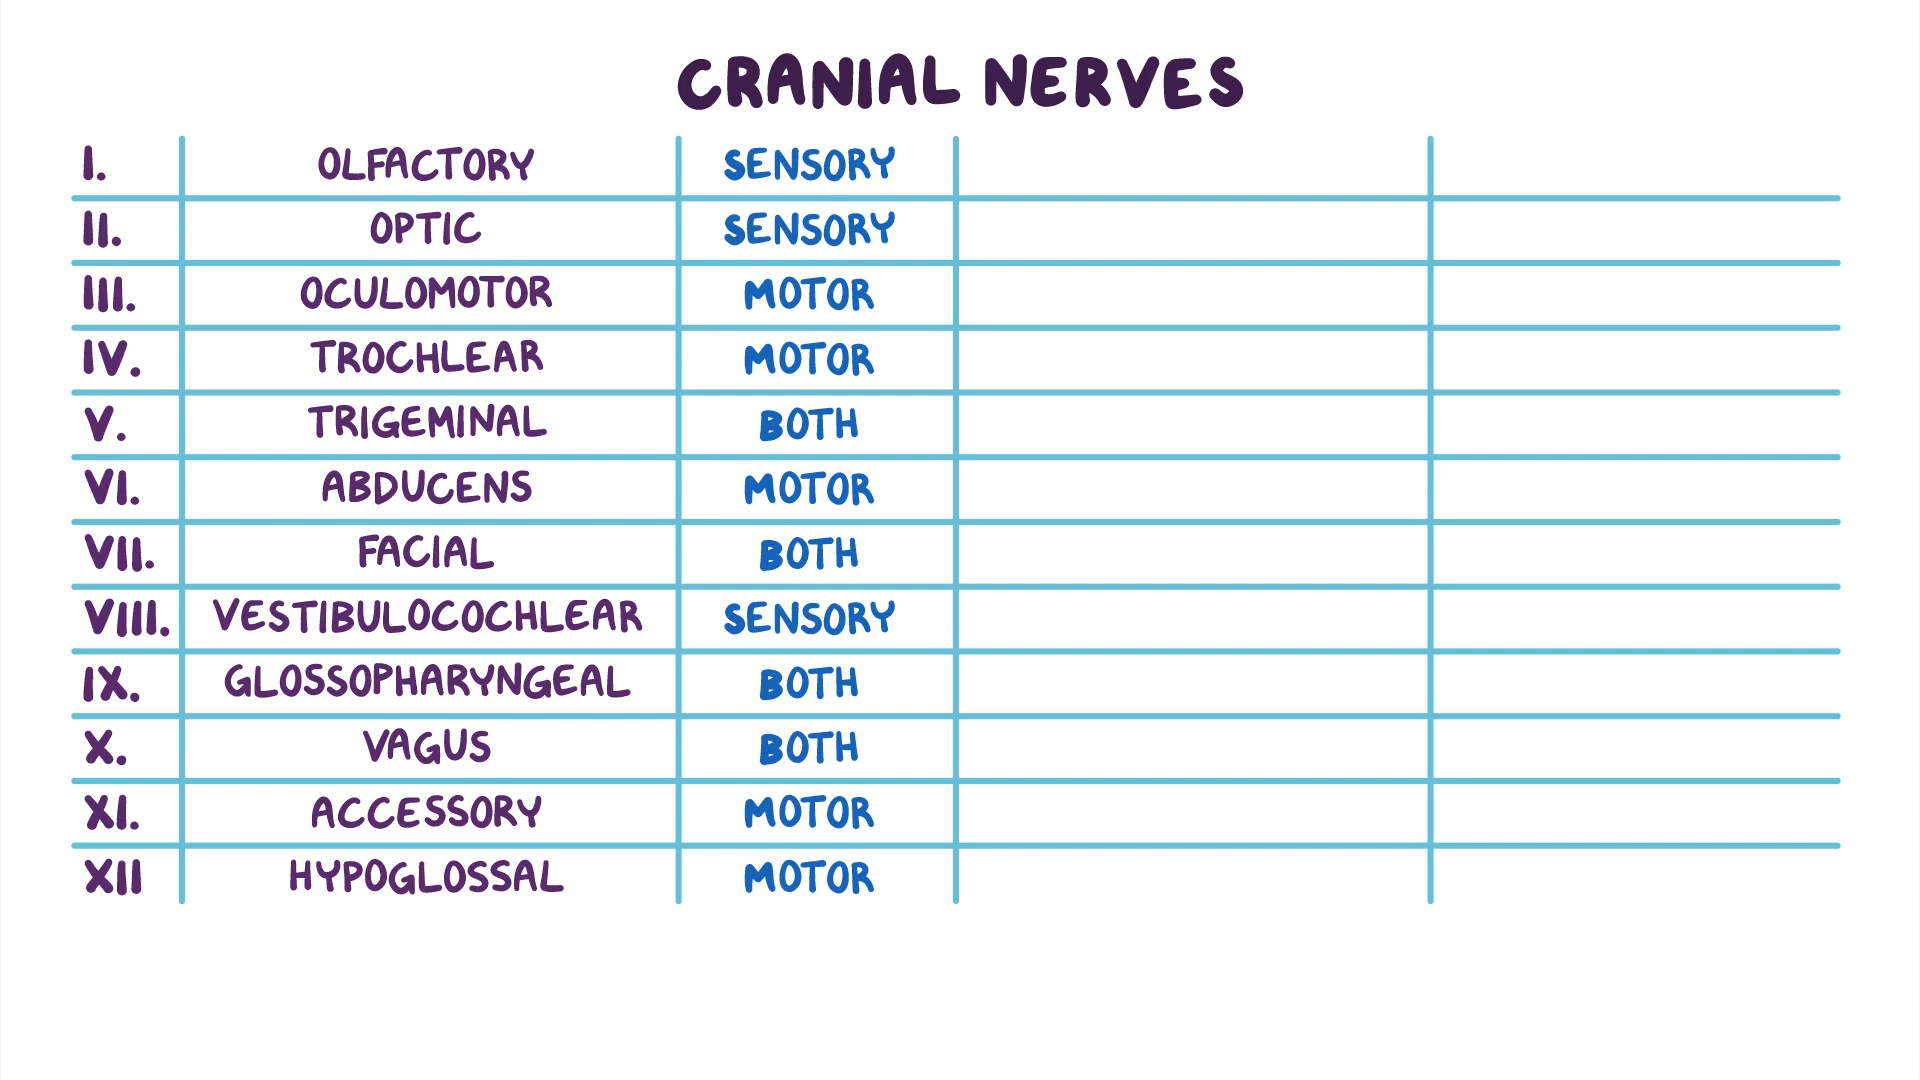 CRANIAL NERVES
I. OLFACTORY SENSORY
II. OPTIC SENSORY
III. OCULOMOTOR MOTOR
IV. TROCHLEAR MOTOR
V. TRIGEMINAL BOTH
VI. ABDUCENS MOTOR
VII. FACIAL BOTH
VIII. VESTIBULOCOCHLEAR SENSORY
IX. GLOSSOPHARYNGEAL BOTH
X. VAGUS BOTH
XI. ACCESSORY MOTOR
XII HYPOGLOSSAL MOTOR